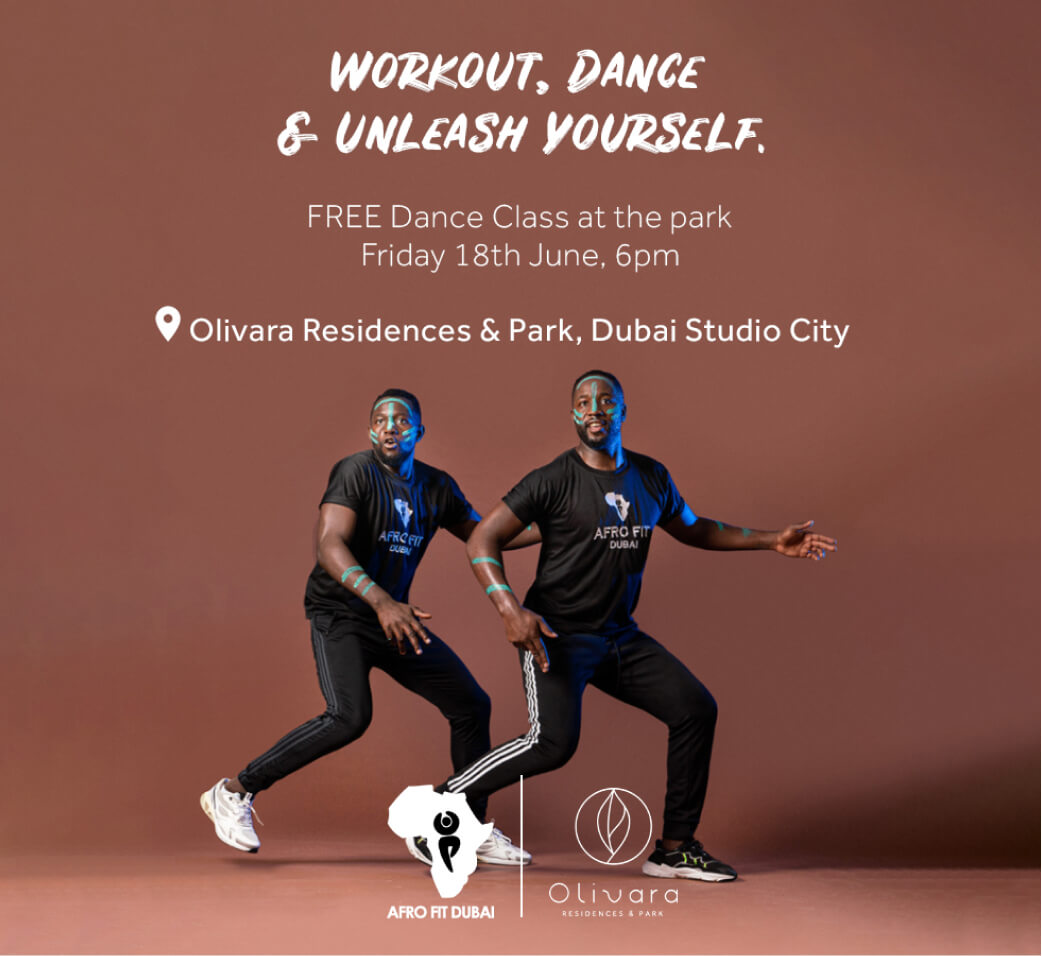 WORKOUT, DANCE
& UNLEASH YOURSELF.
FREE Dance Class at the park
Friday 18th June, 6pm
Olivara Residences & Park, Dubai Studio City
AFRO FIT
DUBAI
AFRO FIT
DUBAI
AFRO FIT DUBAI
Olivara
RESIDENCES & PARK